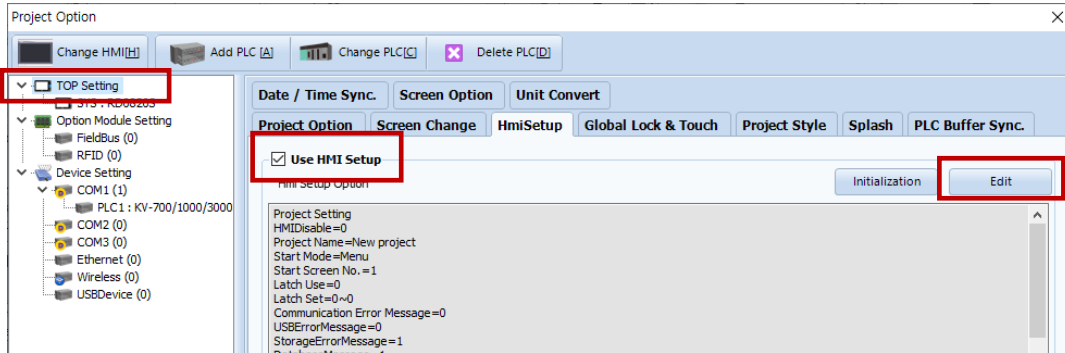 Project Option
Change HMI[H] Add PLC [A] Change PLC[C] Delete PLC[D]
TOP Setting
SYS : RD00203
Option Module Setting
FieldBus (0)
RFID (0)
Device Setting
COM1 (1)
PLC1 : KV-700/1000/3000
COM2 (0)
COM3 (0)
Ethernet (0)
Wireless (0)
USBDevice (0)
Date / Time Sync. Screen Option Unit Convert
Project Option Screen Change HmiSetup Global Lock & Touch Project Style Splash PLC Buffer Sync.
Use HMI Setup
Hmi Setup Option
Initialization Edit
Project Setting
HMIDisable=0
Project Name=New project
Start Mode=Menu
Start Screen No.=1
Latch Use=0
Latch Set=0~0
Communication Error Message=0
USBErrorMessage=0
StorageErrorMessage=1